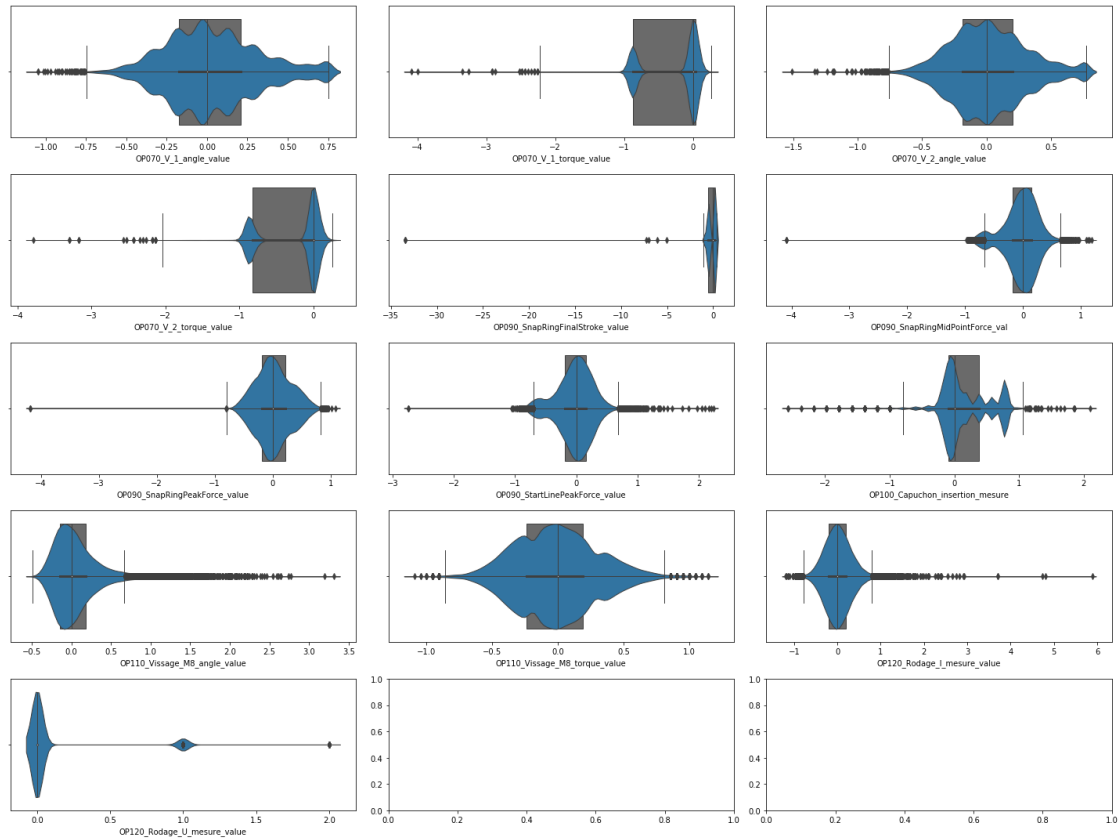 −1.00 −0.75 −0.50 −0.25 0.00 0.25 0.50 0.75
OP070_V_1_angle_value
−4 −3 −2 −1 0
OP070_V_1_torque_value
−1.5 −1.0 −0.5 0.0 0.5
OP070_V_2_angle_value
−4 −3 −2 −1 0
OP070_V_2_torque_value
−35 −30 −25 −20 −15 −10 −5 0
OP090_SnapRingFinalStroke_value
−4 −3 −2 −1 0 1
OP090_SnapRingMidPointForce_val
−4 −3 −2 −1 0 1
OP090_SnapRingPeakForce_value
−3 −2 −1 0 1 2
OP090_StartLinePeakForce_value
−2 −1 0 1 2
OP100_Capuchon_insertion_mesure
−0.5 0.0 0.5 1.0 1.5 2.0 2.5 3.0 3.5
OP110_Vissage_M8_angle_value
−1.0 −0.5 0.0 0.5 1.0
OP110_Vissage_M8_torque_value
−1 0 1 2 3 4 5 6
OP120_Rodage_I_mesure_value
0.0 0.5 1.0 1.5 2.0
OP120_Rodage_U_mesure_value
1.0
0.8
0.6
0.4
0.2
0.0
0.0 0.2 0.4 0.6 0.8 1.0
1.0
0.8
0.6
0.4
0.2
0.0
0.0 0.2 0.4 0.6 0.8 1.0